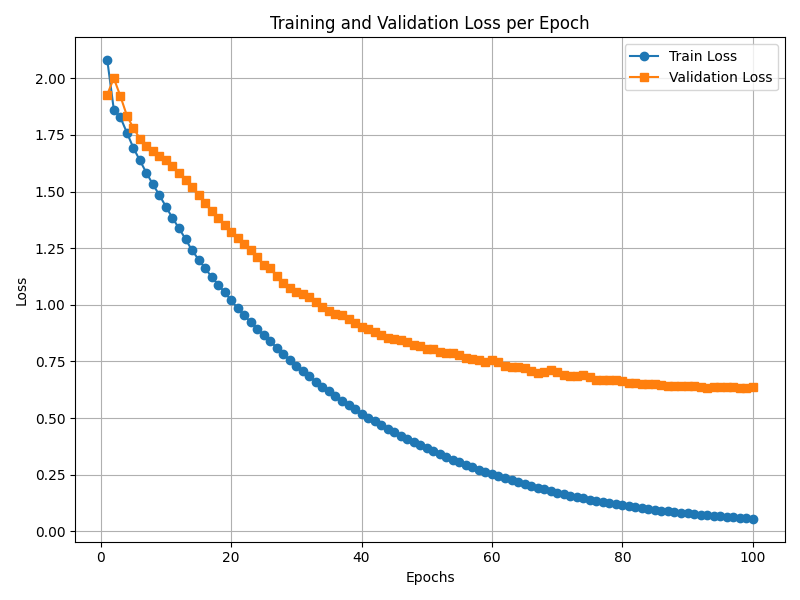 Training and Validation Loss per Epoch
Train Loss
Validation Loss
2.00
1.75
1.50
1.25
1.00
0.75
0.50
0.25
0.00
Loss
0 20 40 60 80 100
Epochs